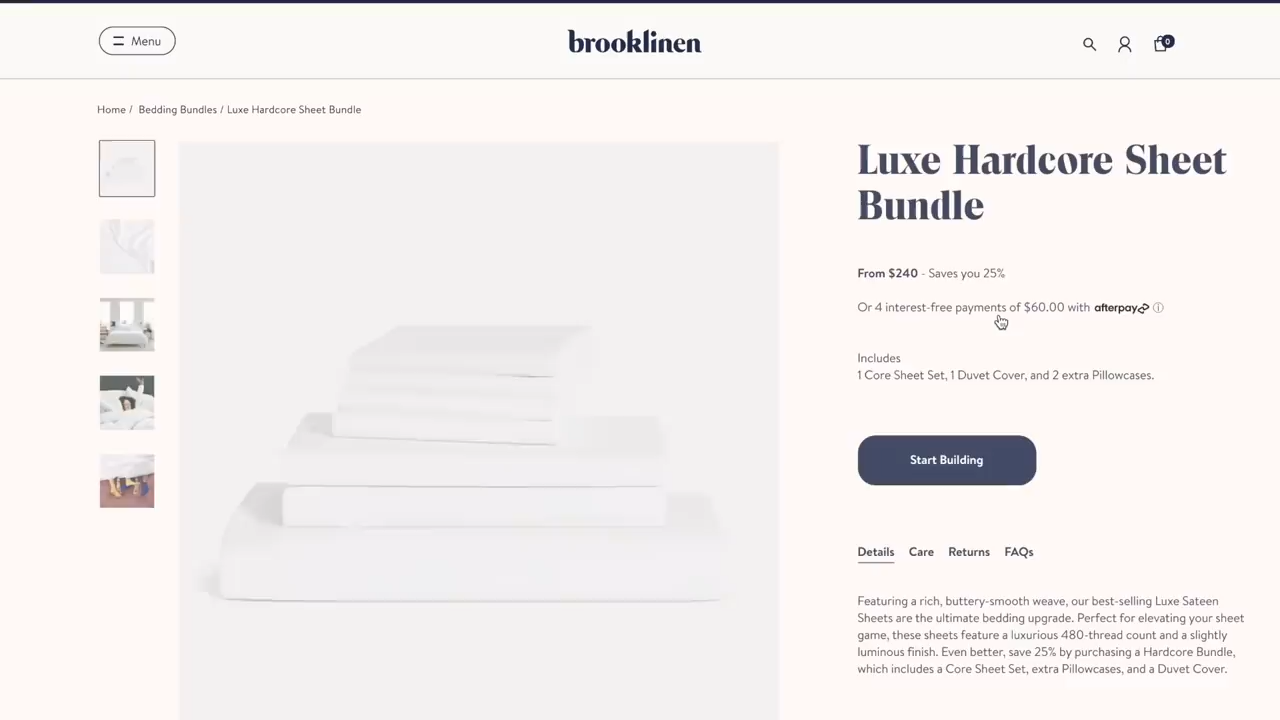 Menu
brooklinen
0
Home / Bedding Bundles / Luxe Hardcore Sheet Bundle
Luxe Hardcore Sheet
Bundle
From $240 - Saves you 25%
Or 4 interest-free payments of $60.00 with afterpay
Includes
1 Core Sheet Set, 1 Duvet Cover, and 2 extra Pillowcases.
Start Building
Details Care Returns FAQs
Featuring a rich, buttery-smooth weave, our best-selling Luxe Sateen
Sheets are the ultimate bedding upgrade. Perfect for elevating your sheet
game, these sheets feature a luxurious 480-thread count and a slightly
luminous finish. Even better, save 25% by purchasing a Hardcore Bundle,
which includes a Core Sheet Set, extra Pillowcases, and a Duvet Cover.